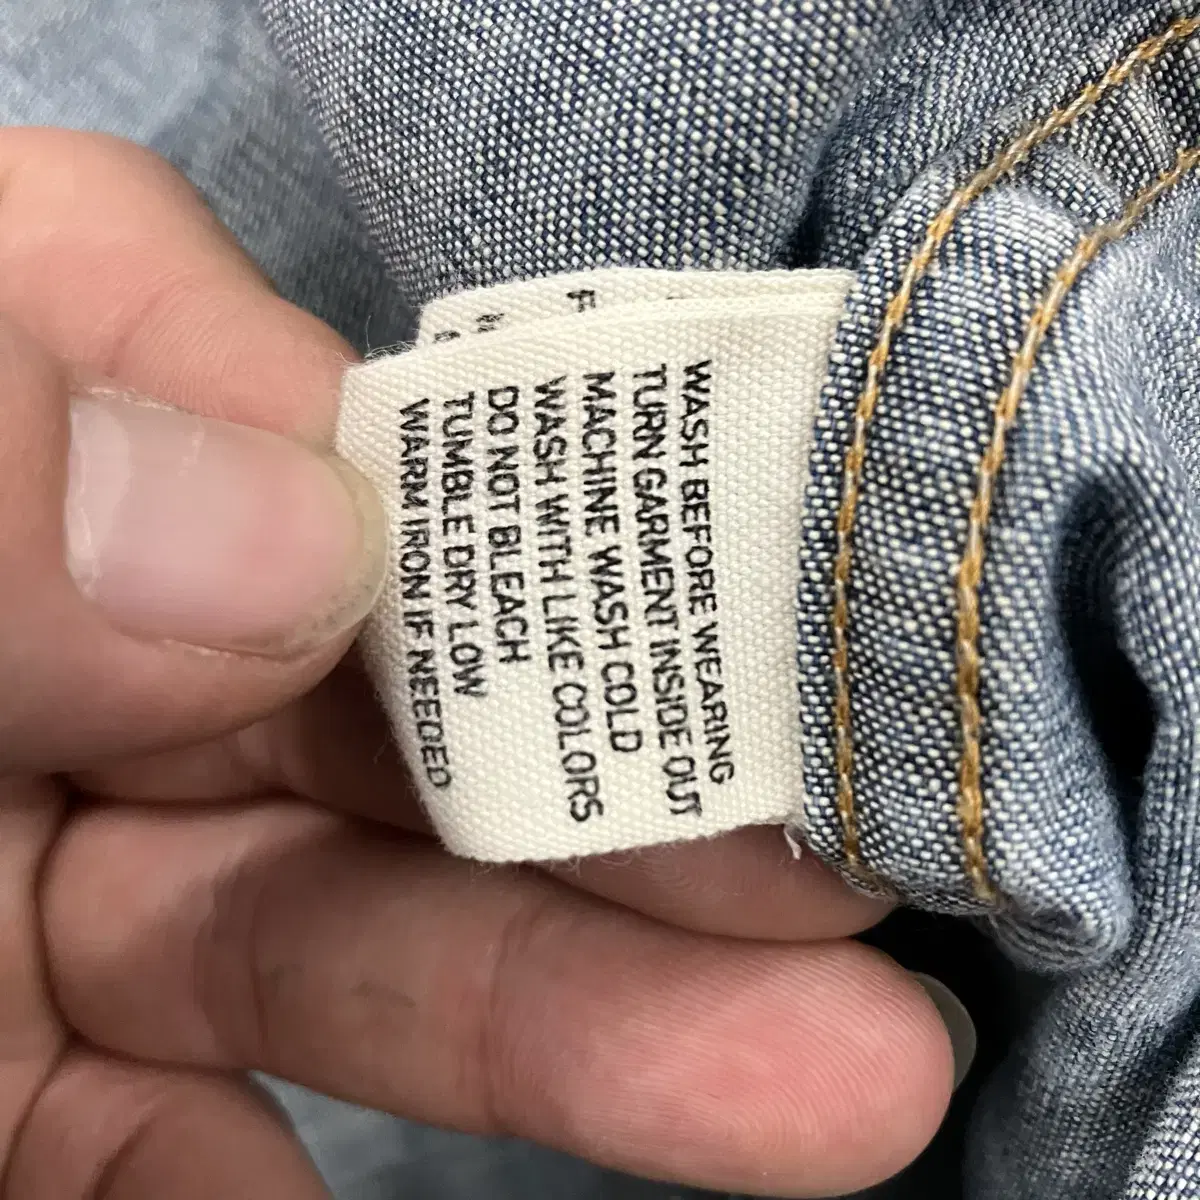 WASH BEFORE WEARING
TURN GARMENT INSIDE OUT
MACHINE WASH COLD
WASH WITH LIKE COLORS
DO NOT BLEACH
TUMBLE DRY LOW
WARM IRON IF NEEDED